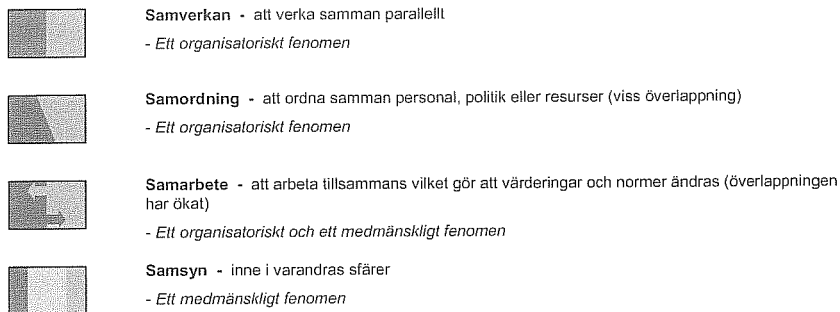 Samverkan - att verka samman parallellt
- Ett organisatoriskt fenomen
Samordning - att ordna samman personal, politik eller resurser (viss överlappning)
- Ett organisatoriskt fenomen
Samarbete - att arbeta tillsammans vilket gör att värderingar och normer ändras (överlappningen
har ökat)
- Ett organisatoriskt och ett medmänskligt fenomen
Samsyn - inne i varandras sfärer
- Ett medmänskligt fenomen